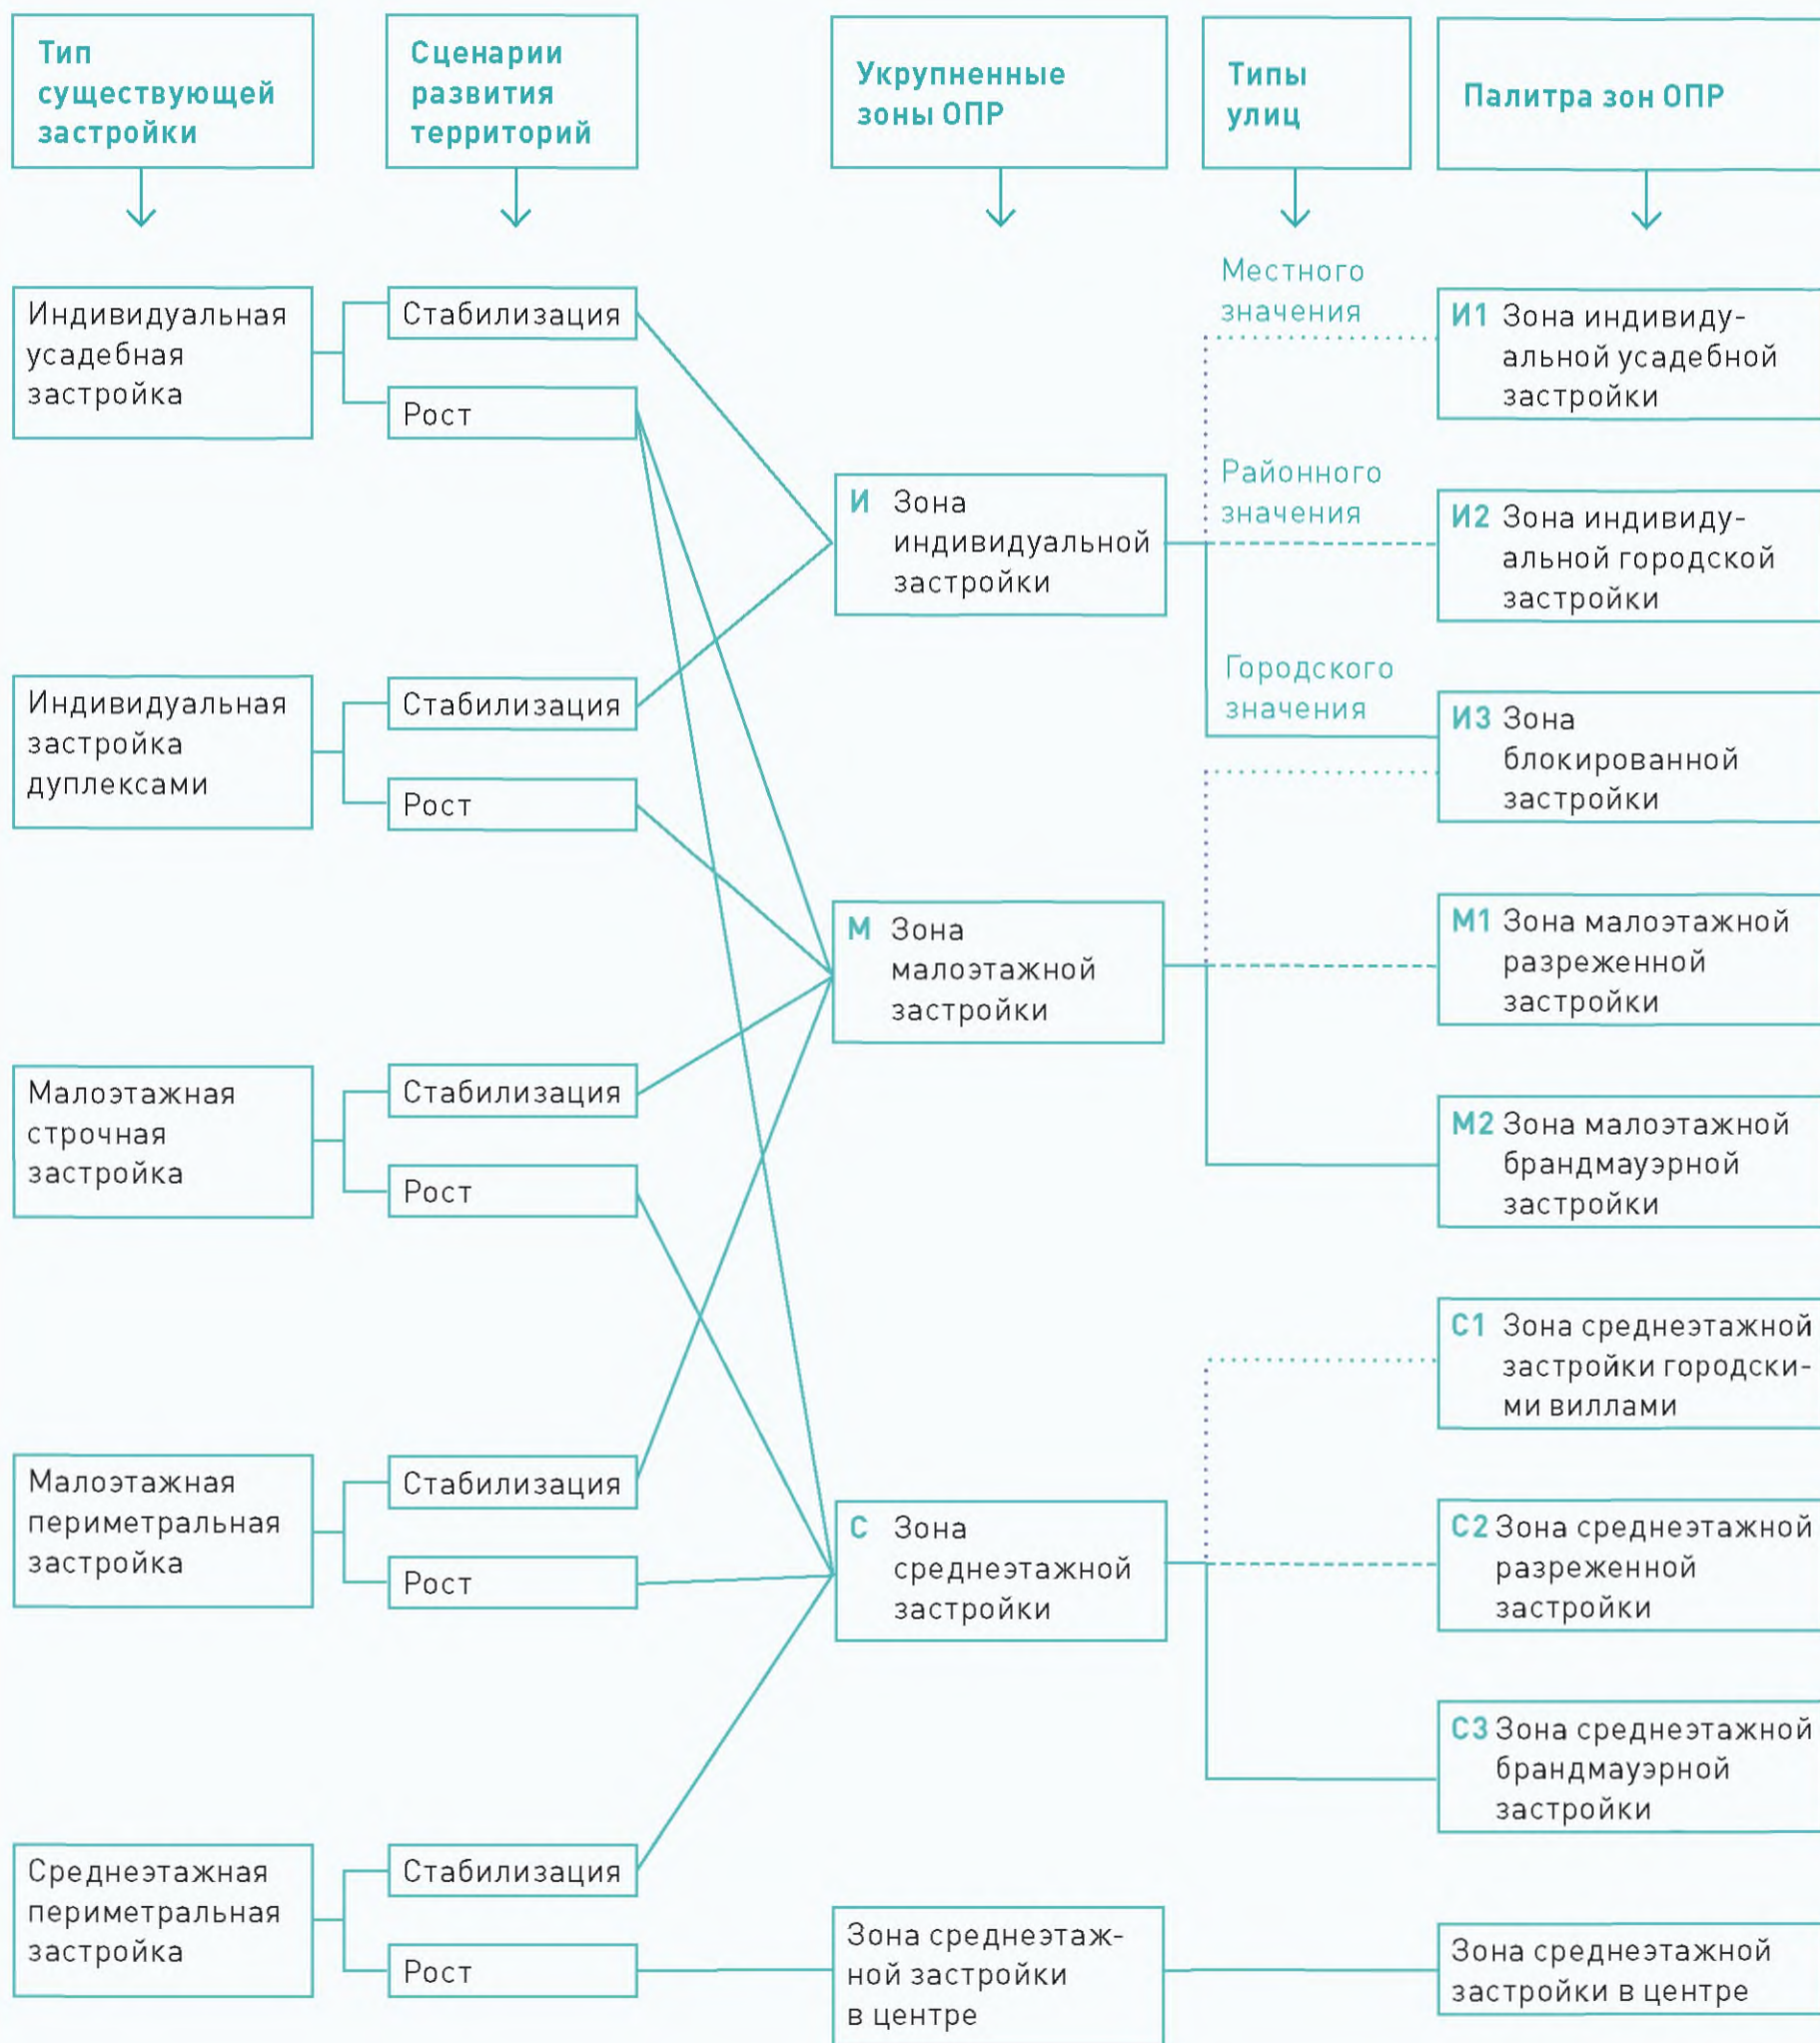 Тип
существующей
застройки
Сценарии
развития
территорий
Укрупненные
зоны ОПР
Типы
улиц
Палитра зон ОПР
Индивидуальная
усадебная
застройка
Стабилизация
Рост
Индивидуальная
застройка
дуплексами
Стабилизация
Рост
Малоэтажная
строчная
застройка
Стабилизация
Рост
Малоэтажная
периметральная
застройка
Стабилизация
Рост
Среднеэтажная
периметральная
застройка
Стабилизация
Рост
И Зона
индивидуальной
застройки
М Зона
малоэтажной
застройки
С Зона
среднеэтажной
застройки
Зона среднеэтаж-
ной застройки
в центре
Местного
значения
Районного
значения
Городского
значения
И1 Зона индивиду-
альной усадебной
застройки
И2 Зона индивиду-
альной городской
застройки
И3 Зона
блокированной
застройки
М1 Зона малоэтажной
разреженной
застройки
М2 Зона малоэтажной
брандмауэрной
застройки
С1 Зона среднеэтажной
застройки городски-
ми виллами
С2 Зона среднеэтажной
разреженной
застройки
С3 Зона среднеэтажной
брандмауэрной
застройки
Зона среднеэтажной
застройки в центре